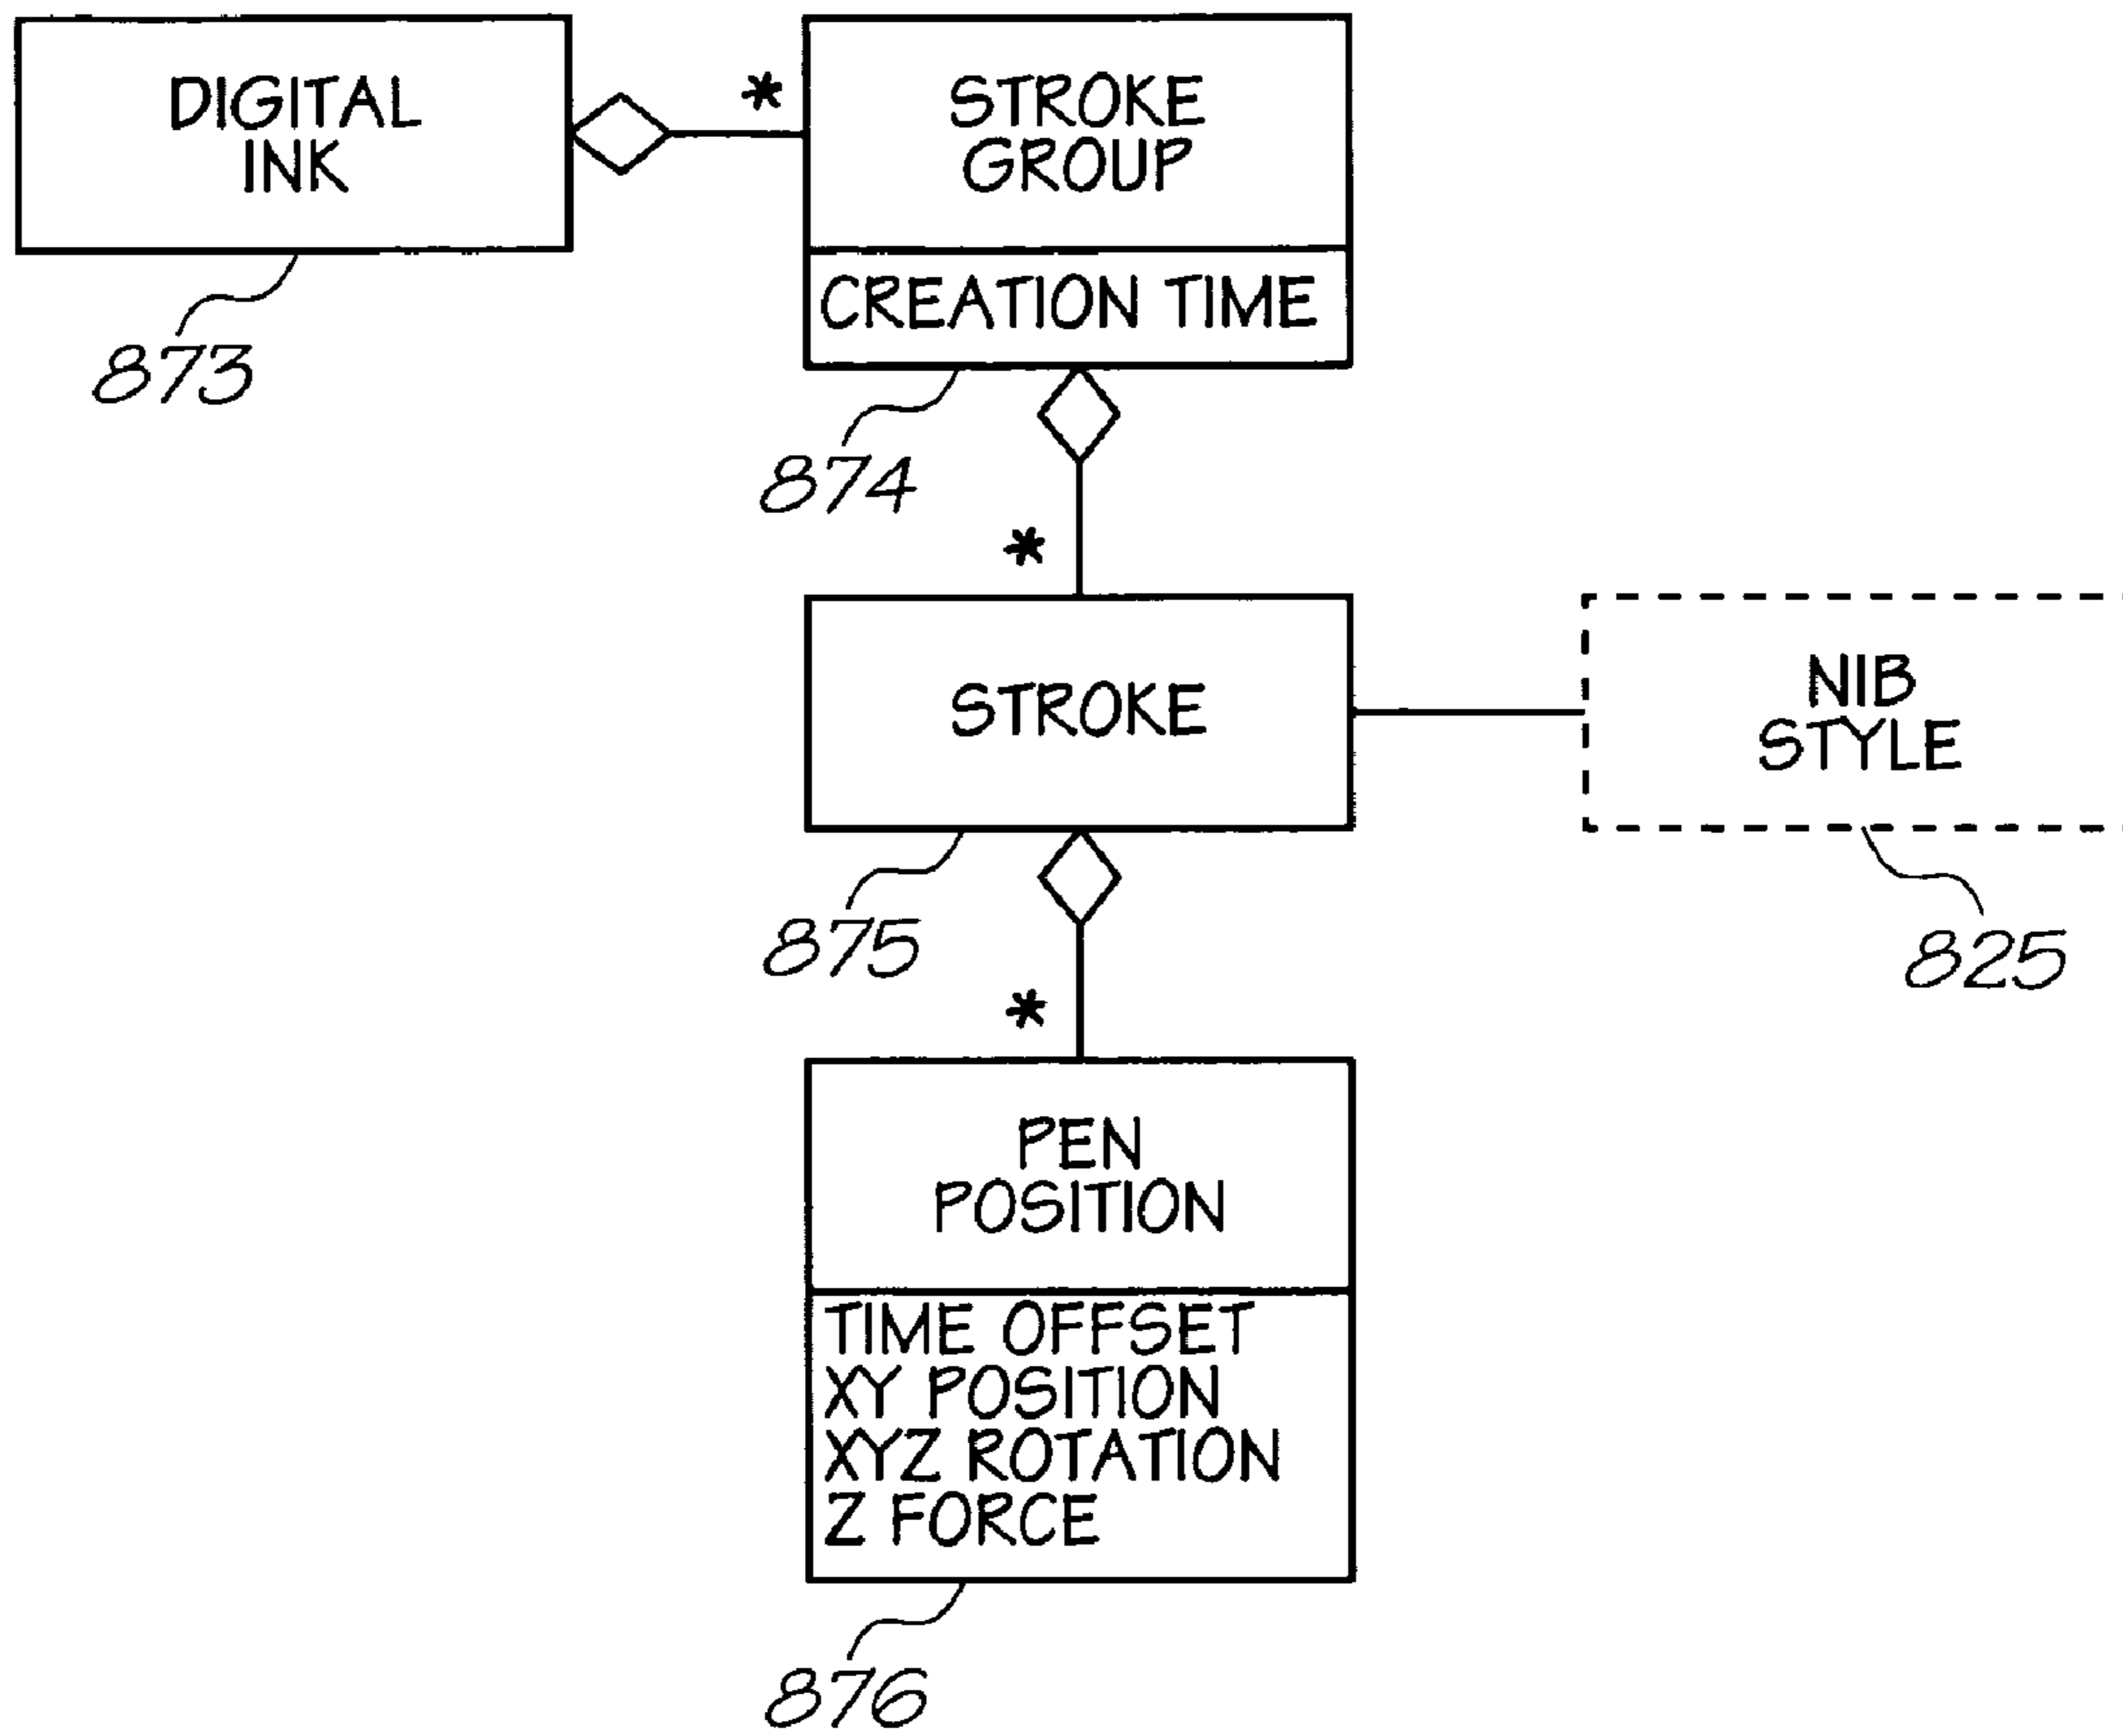 DIGITAL
INK
873
*
STROKE
GROUP
CREATION TIME
874
*
STROKE
875
NIB
STYLE
825
*
PEN
POSITION
TIME OFFSET
XY POSITION
XYZ ROTATION
Z FORCE
876